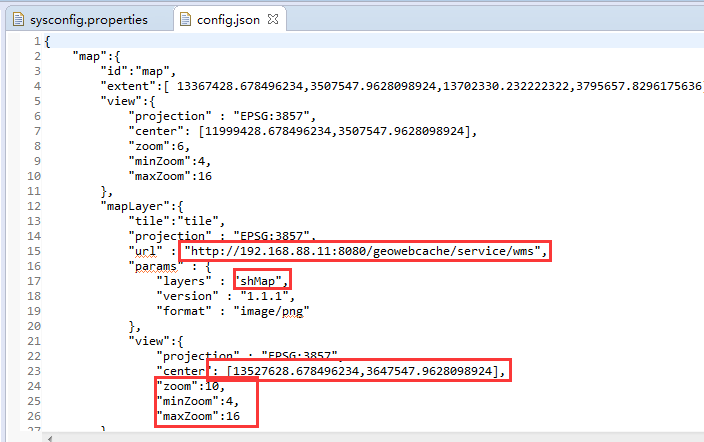 sysconfig.properties config.json
1 {
2 "map":{
3 "id":"map",
4 "extent":[ 13367428.678496234,3507547.9628098924,13702330.232222322,3795657.8296175636
5 "view":{
6 "projection" : "EPSG:3857",
7 "center": [11999428.678496234,3507547.9628098924],
8 "zoom":6,
9 "minZoom":4,
10 "maxZoom":16
11 },
12 "mapLayer":{
13 "tile":"tile",
14 "projection" : "EPSG:3857",
15 "url" : "http://192.168.88.11:8080/geowebcache/service/wms",
16 "params" : {
17 "layers" : "shMap",
18 "version" : "1.1.1",
19 "format" : "image/png"
20 },
21 "view":{
22 "projection" : "EPSG:3857",
23 "center": [13527628.678496234,3647547.9628098924],
24 "zoom":10,
25 "minZoom":4,
26 "maxZoom":16
27 }